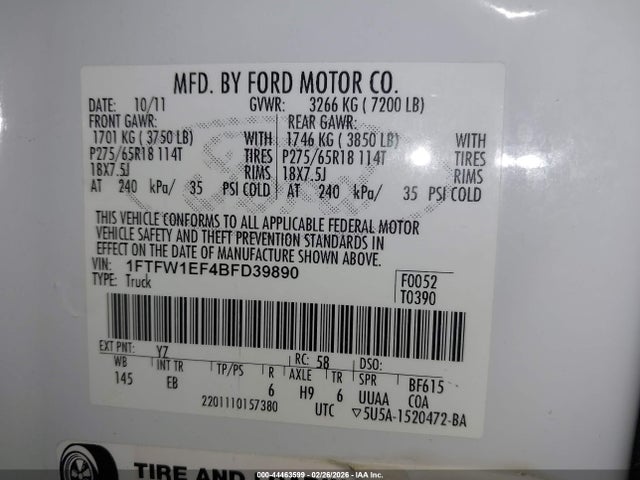 MFD. BY FORD MOTOR CO.
DATE: 10/11 GVWR: 3266 KG ( 7200 LB)
FRONT GAWR: REAR GAWR:
1701 KG ( 3750 LB) WITH 1746 KG ( 3850 LB) WITH
P275/65R18 114T TIRES P275/65R18 114T TIRES
18X7.5J RIMS 18X7.5J RIMS
AT 240 kPa/ 35 PSI COLD AT 240 kPa/ 35 PSI COLD
THIS VEHICLE CONFORMS TO ALL APPLICABLE FEDERAL MOTOR
VEHICLE SAFETY AND THEFT PREVENTION STANDARDS IN
EFFECT ON THE DATE OF MANUFACTURE SHOWN ABOVE.
VIN: 1FTFW1EF4BFD39890 F0052
TYPE: Truck T0390
EXT PNT: YZ RC: 58 DSO:
WB INT TR TP/PS R AXLE TR SPR BF615
145 EB 6 H9 6 UUAA COA
2201110157380 UTC ▽5U5A-1520472-BA
TIRE AND
000-44463599 | 02/26/2026 - Copyright IAA, LLC